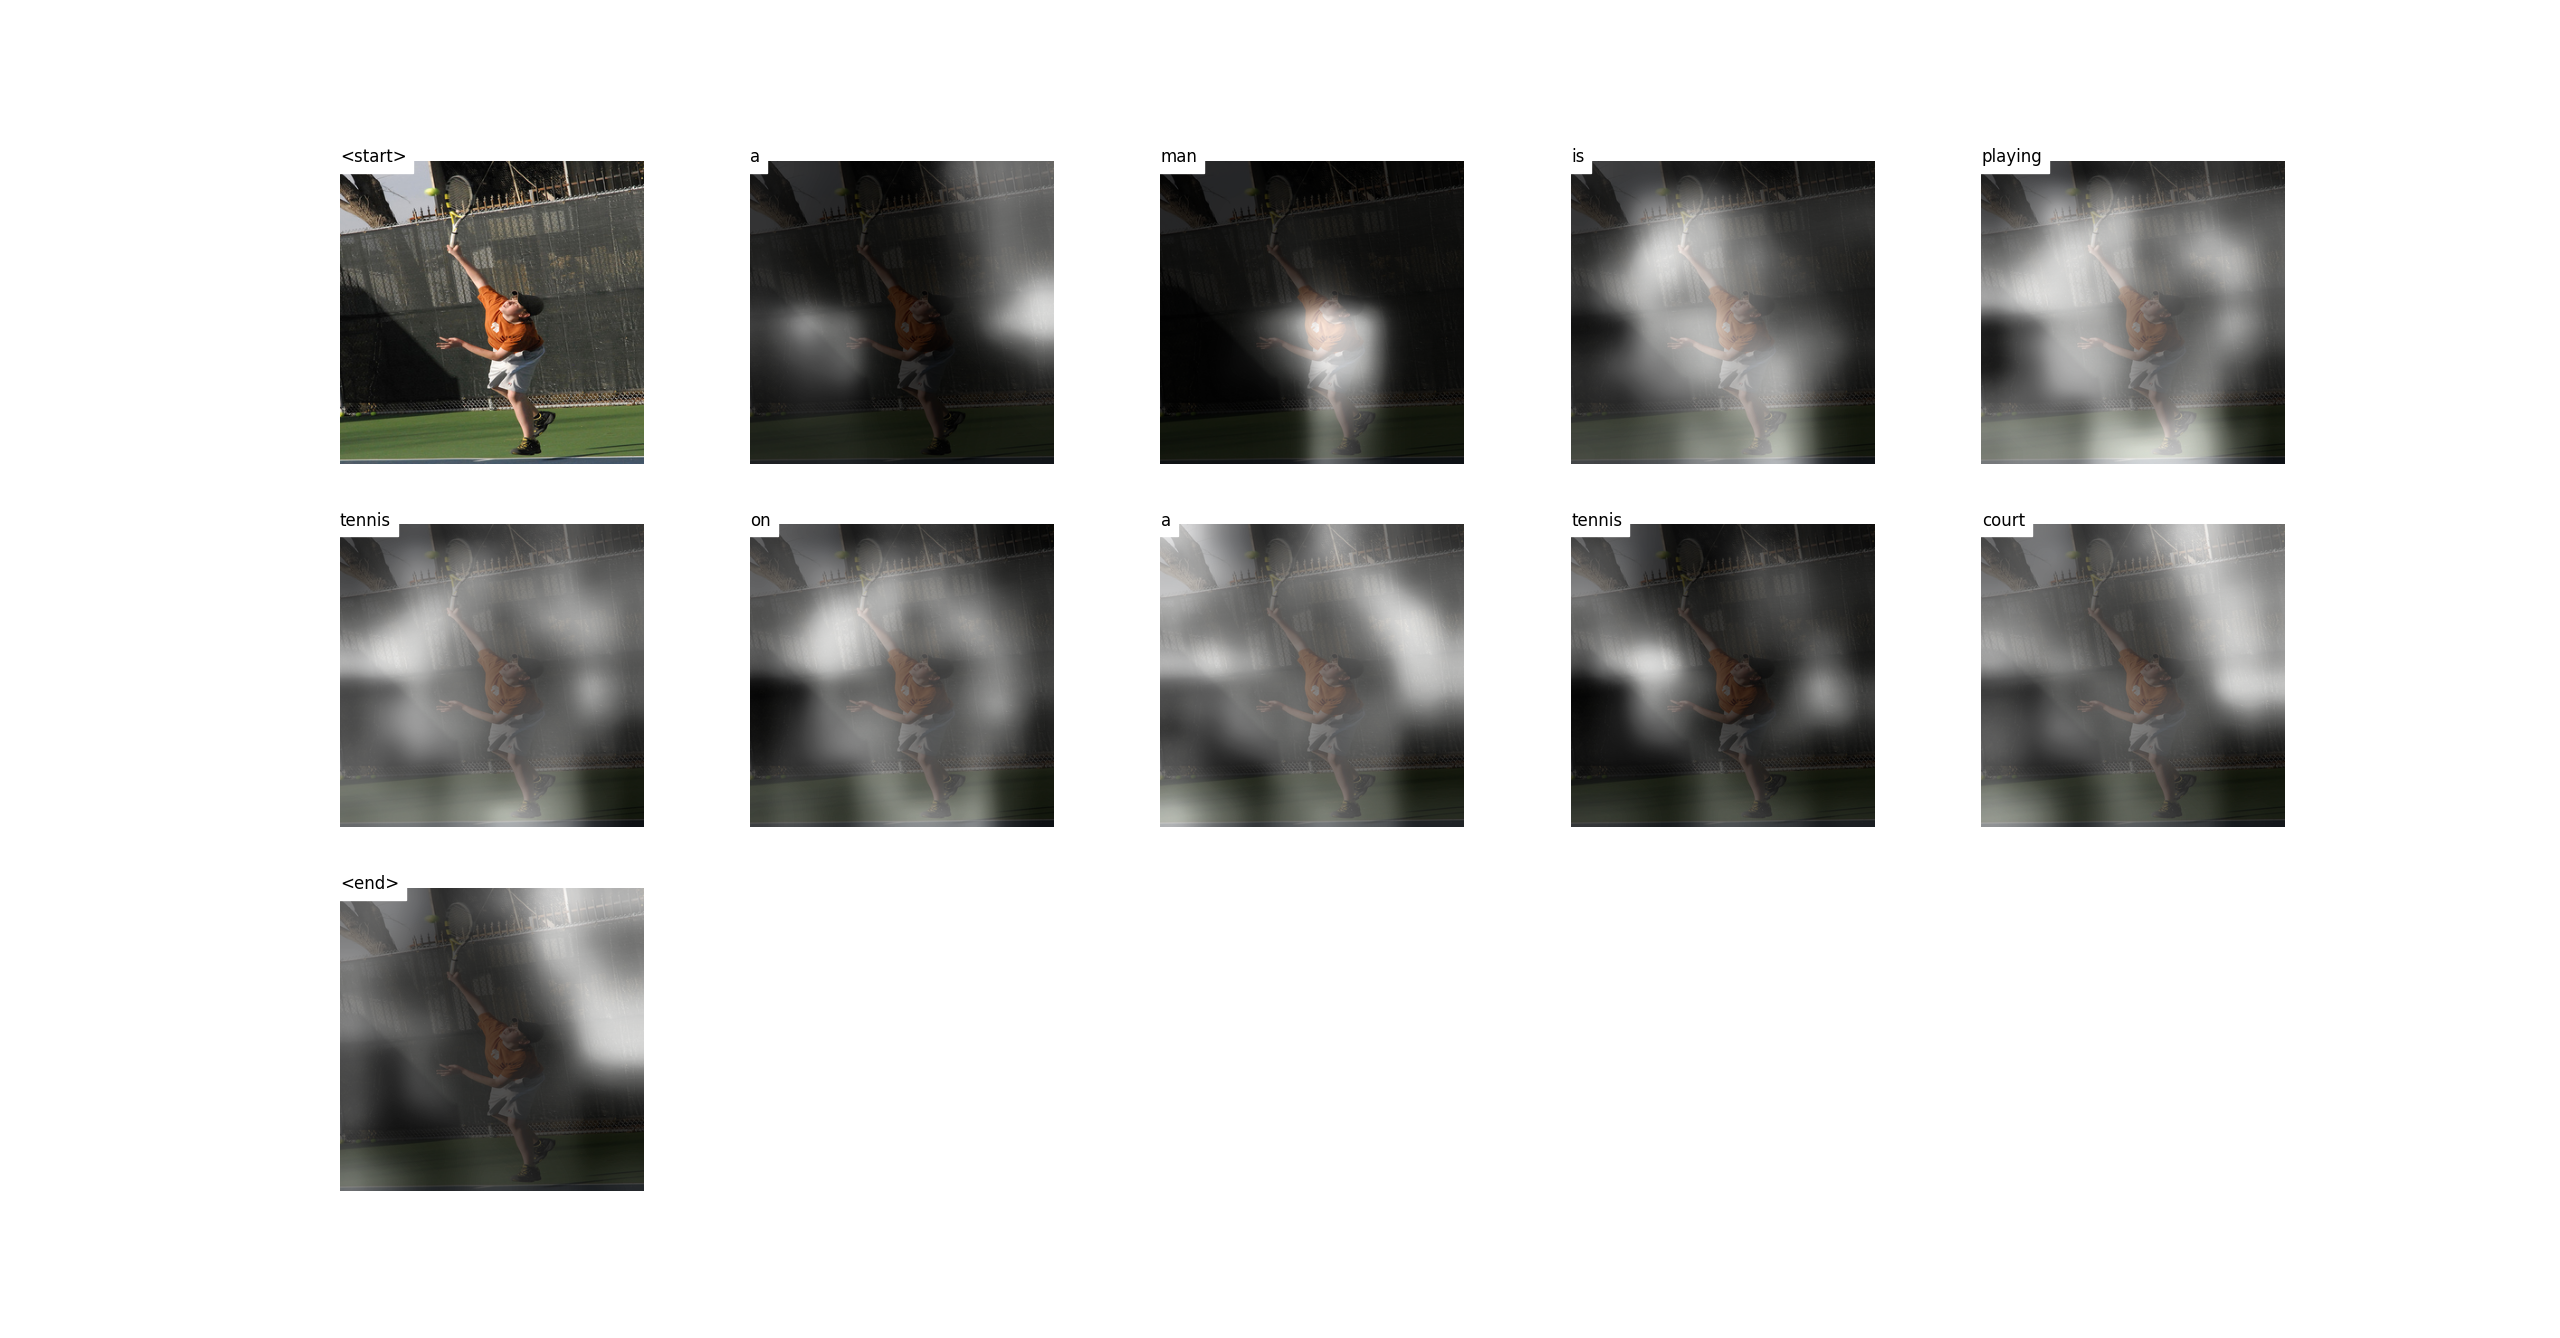 <start> a man is playing
tennis on a tennis court
<end>